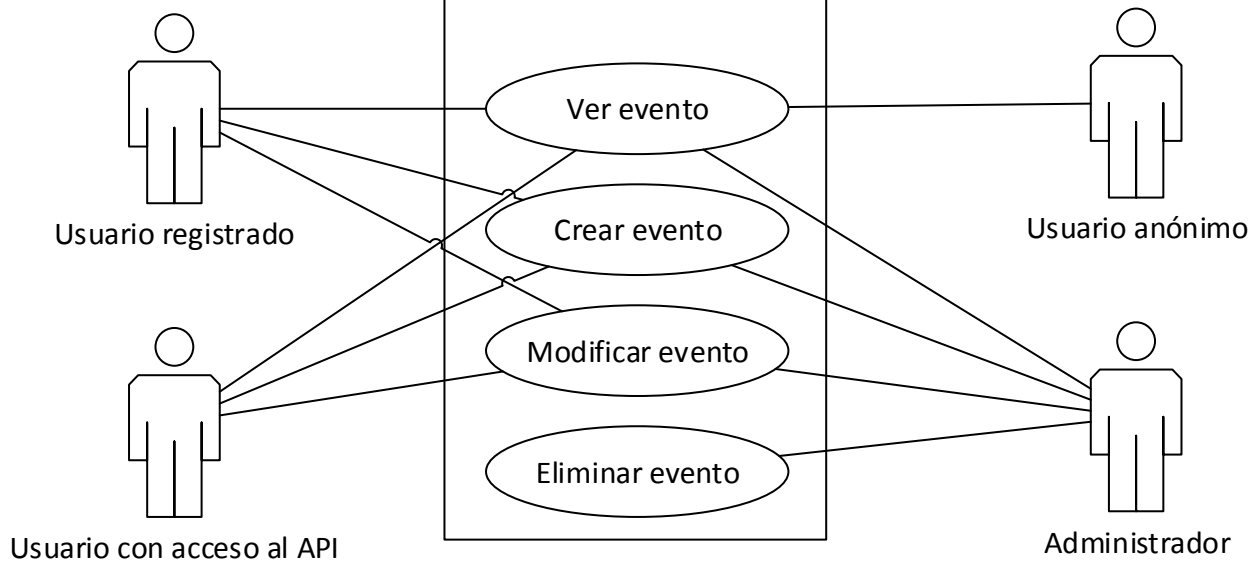 Ver evento
Crear evento
Usuario registrado
Usuario anónimo
Modificar evento
Eliminar evento
Usuario con acceso al API
Administrador